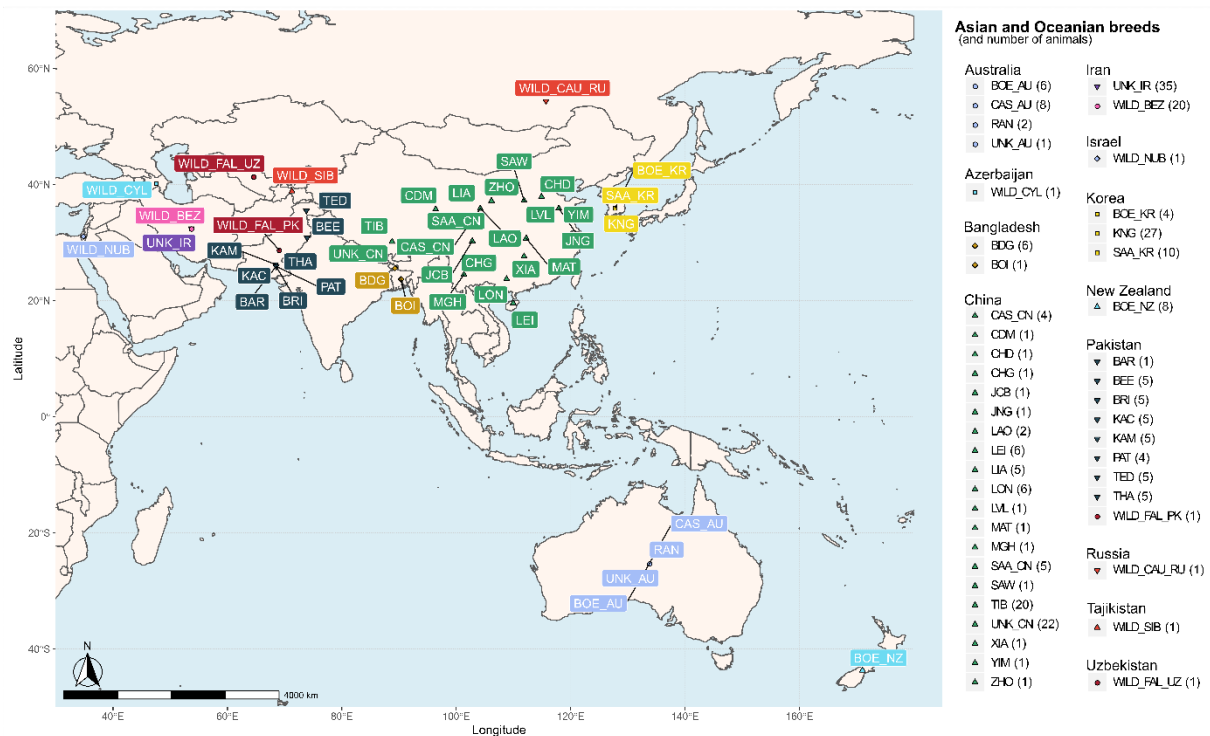 60°N
40°N
20°N
0°
20°S
40°S
Latitude
40°E
60°E
80°E
100°E
120°E
140°E
160°E
Longitude
N
4000 km
WILD_CAU_RU
WILD_FAL_UZ
WILD_SIB
WILD_CYL
WILD_BEZ
WILD_FAL_PK
UNK_IR
WILD_NUB
TED
BEE
KAM
THA
KAC
PAT
BAR
BRI
TIB
UNK_CN
BDG
BOI
CDM
LIA
ZHO
SAW
CHD
SAA_CN
LVL
YIM
CAS_CN
LAO
JNG
JCB
CHG
XIA
MAT
MGH
LON
LEI
BOE_KR
SAA_KR
KNG
CAS_AU
RAN
UNK_AU
BOE_AU
BOE_NZ
Asian and Oceanian breeds
(and number of animals)
Australia
BOE_AU (6)
CAS_AU (8)
RAN (2)
UNK_AU (1)
Azerbaijan
WILD_CYL (1)
Bangladesh
BDG (6)
BOI (1)
China
CAS_CN (4)
CDM (1)
CHD (1)
CHG (1)
JCB (1)
JNG (1)
LAO (2)
LEI (6)
LIA (5)
LON (6)
LVL (1)
MAT (1)
MGH (1)
SAA_CN (5)
SAW (1)
TIB (20)
UNK_CN (22)
XIA (1)
YIM (1)
ZHO (1)
Iran
UNK_IR (35)
WILD_BEZ (20)
Israel
WILD_NUB (1)
Korea
BOE_KR (4)
KNG (27)
SAA_KR (10)
New Zealand
BOE_NZ (8)
Pakistan
BAR (1)
BEE (5)
BRI (5)
KAC (5)
KAM (5)
PAT (4)
TED (5)
THA (5)
WILD_FAL_PK (1)
Russia
WILD_CAU_RU (1)
Tajikistan
WILD_SIB (1)
Uzbekistan
WILD_FAL_UZ (1)